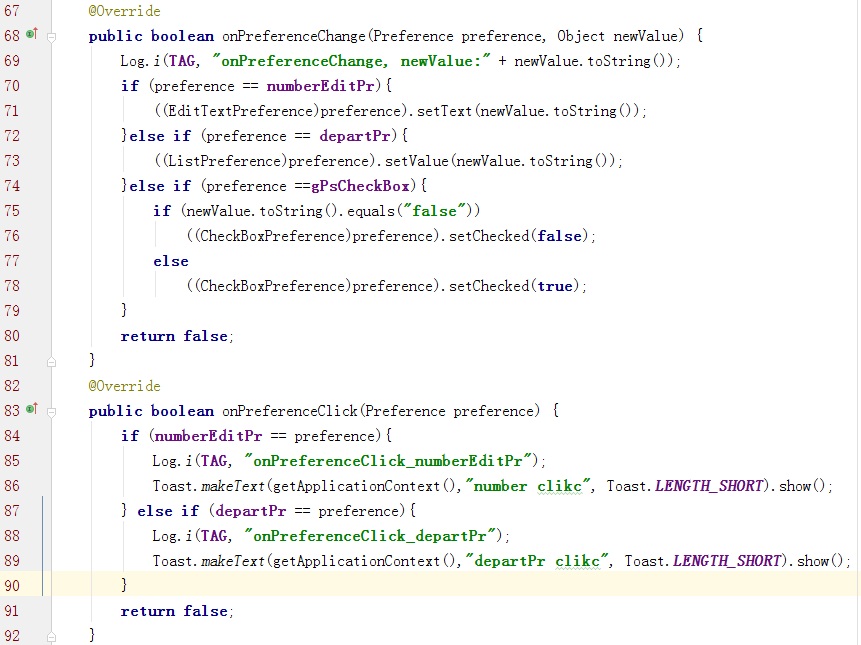 67 @Override
68 public boolean onPreferenceChange(Preference preference, Object newValue) {
69 Log.i(TAG, "onPreferenceChange, newValue:" + newValue.toString());
70 if (preference == numberEditPr){
71 ((EditTextPreference)preference).setText(newValue.toString());
72 }else if (preference == departPr){
73 ((ListPreference)preference).setValue(newValue.toString());
74 }else if (preference ==gPsCheckBox){
75 if (newValue.toString().equals("false"))
76 ((CheckBoxPreference)preference).setChecked(false);
77 else
78 ((CheckBoxPreference)preference).setChecked(true);
79 }
80 return false;
81 }
82 @Override
83 public boolean onPreferenceClick(Preference preference) {
84 if (numberEditPr == preference){
85 Log.i(TAG, "onPreferenceClick_numberEditPr");
86 Toast.makeText(getApplicationContext(),"number clikc", Toast.LENGTH_SHORT).show();
87 } else if (departPr == preference){
88 Log.i(TAG, "onPreferenceClick_departPr");
89 Toast.makeText(getApplicationContext(),"departPr clikc", Toast.LENGTH_SHORT).show();
90 }
91 return false;
92 }